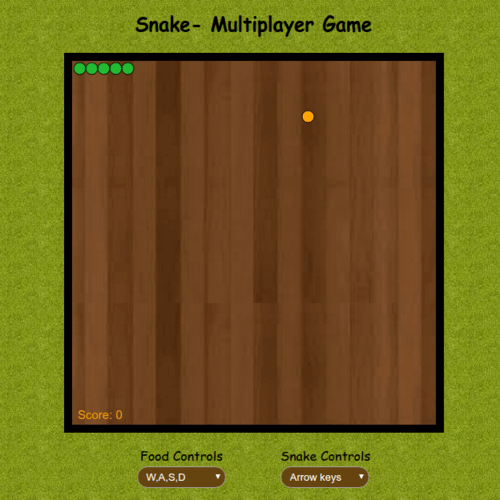 Snake- Multiplayer Game
Score: 0
Food Controls
Snake Controls
W,A,S,D
Arrow keys